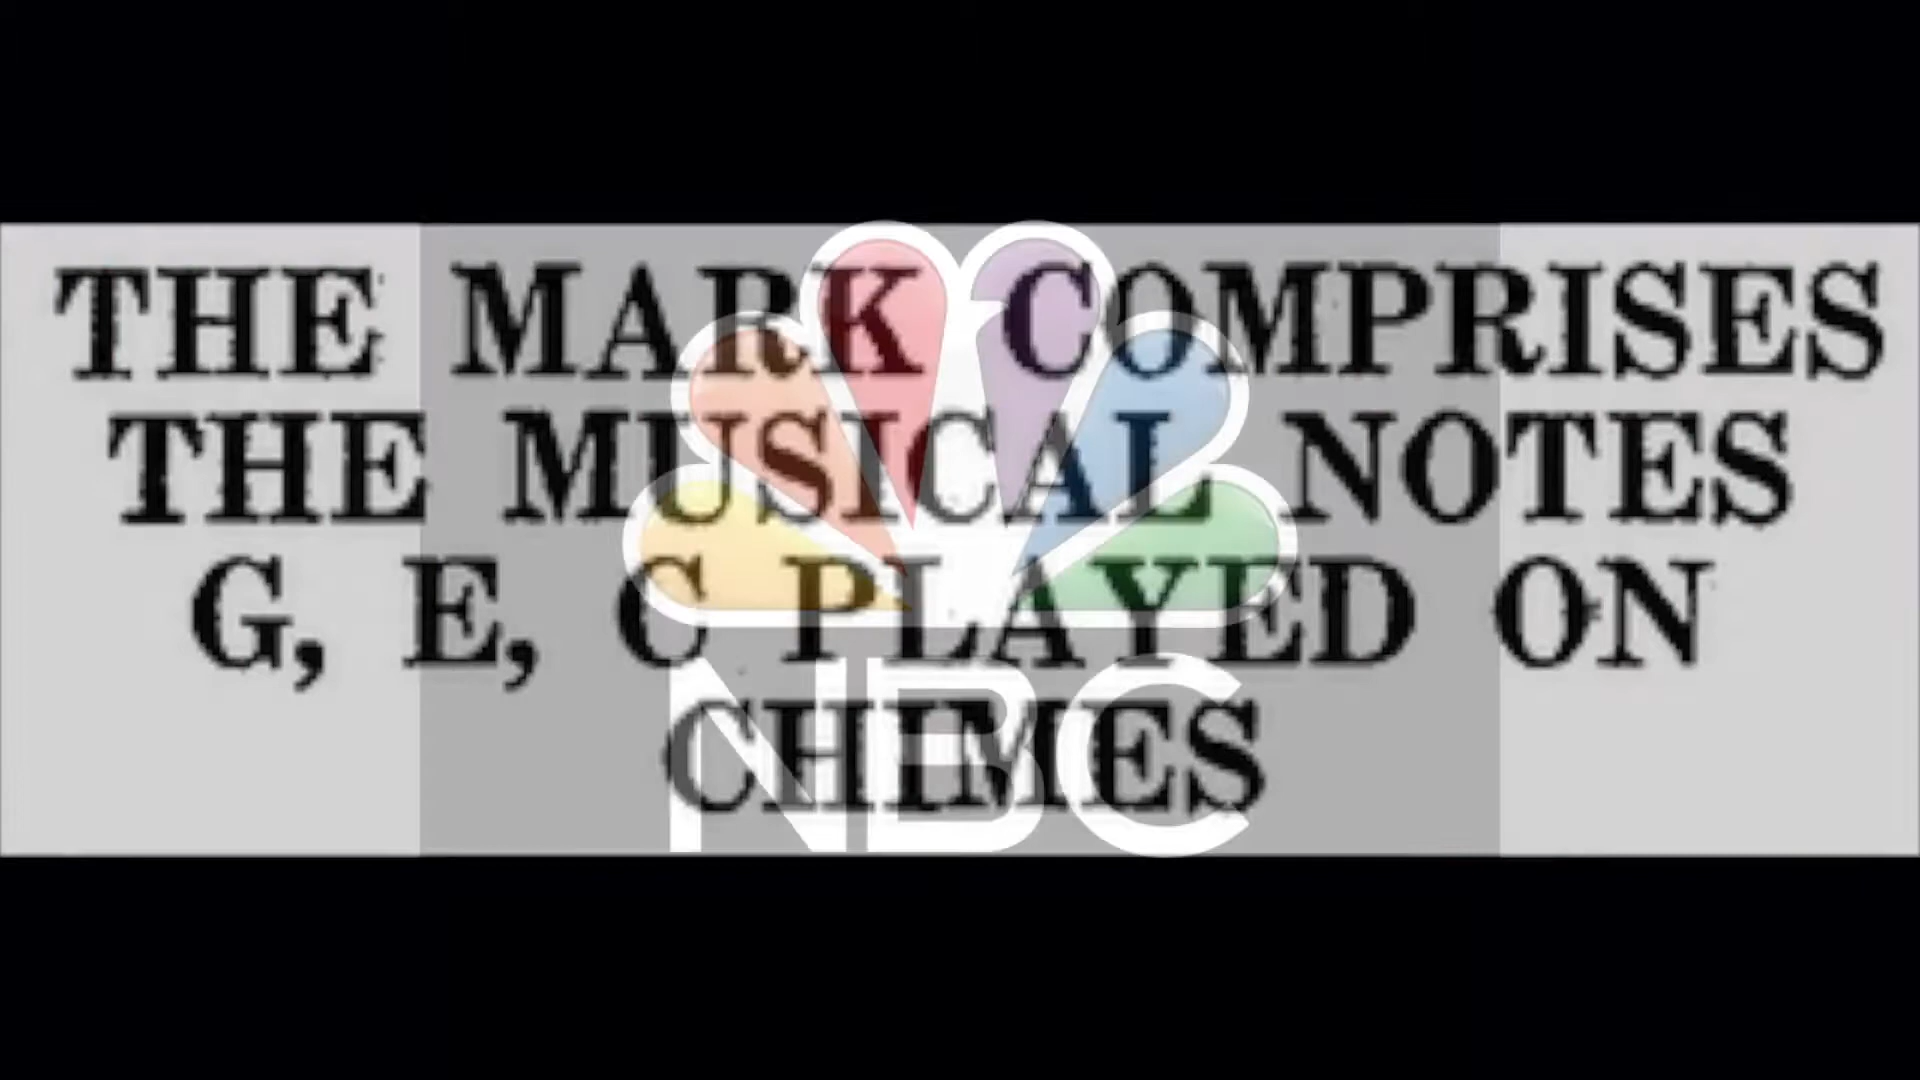 THE MARK COMPRISES
THE MUSICAL NOTES
G, E, C PLAYED ON
CHIMES
NBC